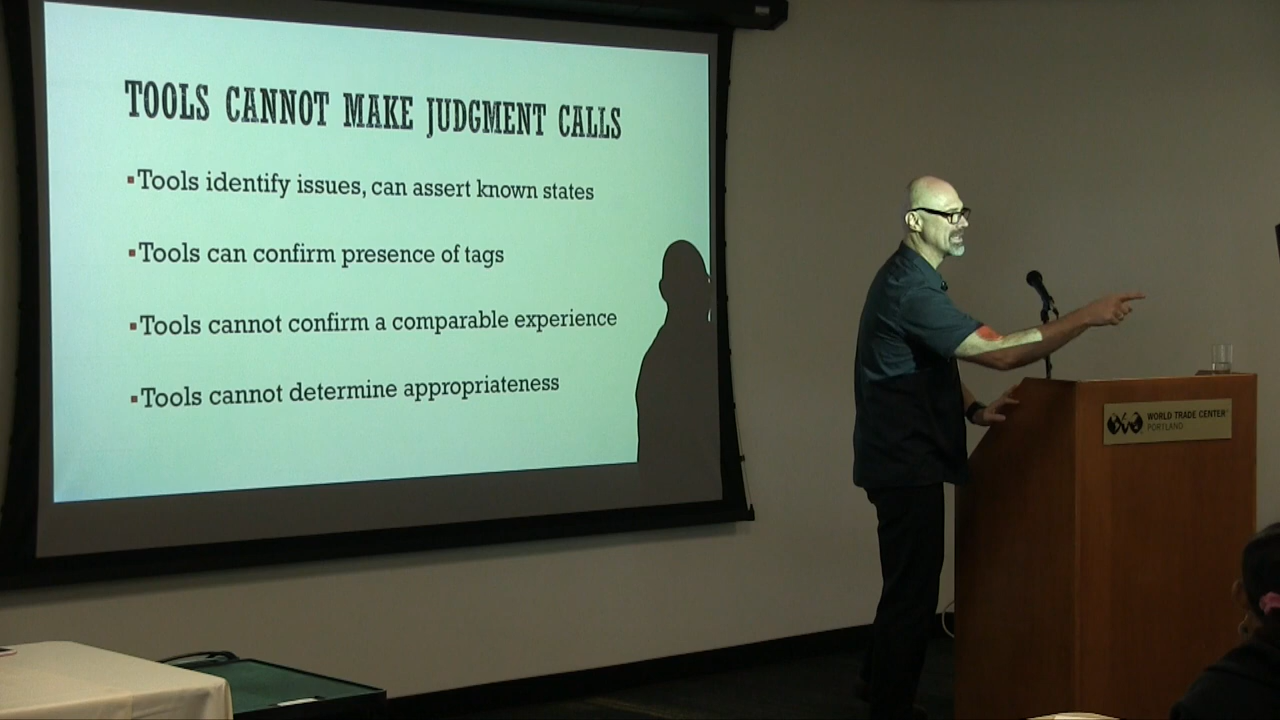 TOOLS CANNOT MAKE JUDGMENT CALLS
▪Tools identify issues, can assert known states
▪Tools can confirm presence of tags
▪Tools cannot confirm a comparable experience
▪Tools cannot determine appropriateness
WORLD TRADE CENTER®
PORTLAND